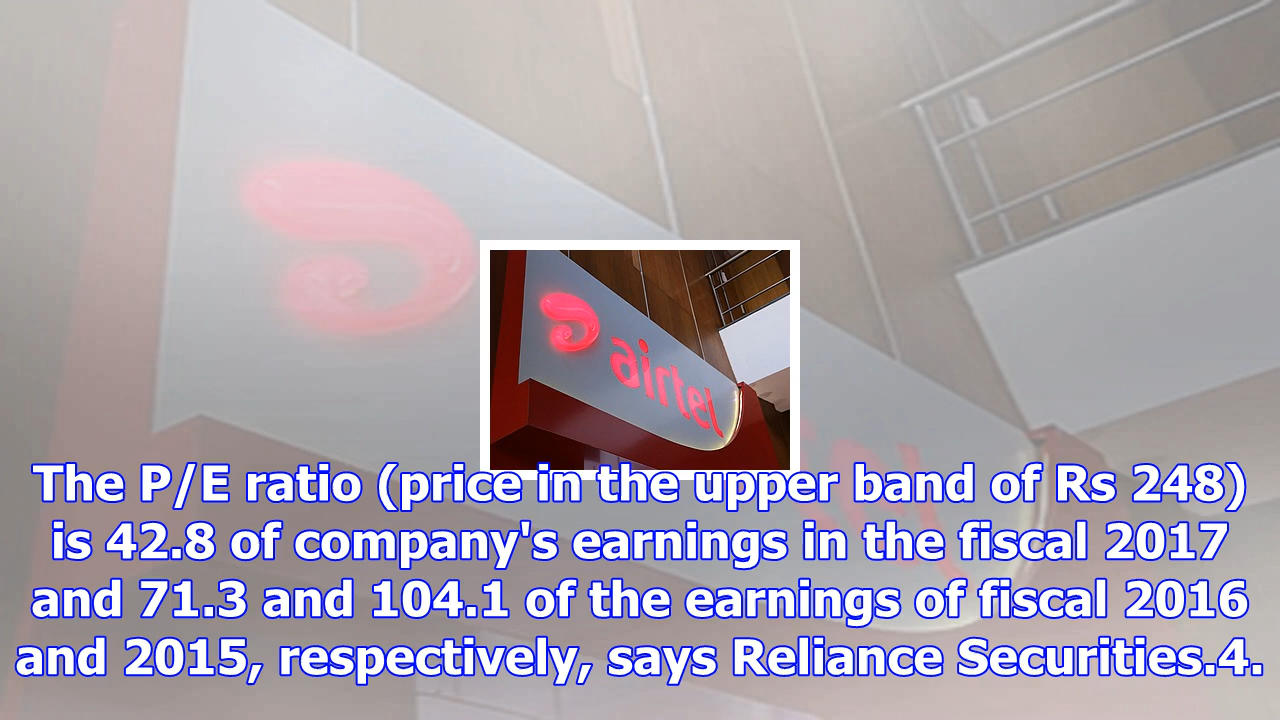 airtel
The P/E ratio (price in the upper band of Rs 248)
is 42.8 of company's earnings in the fiscal 2017
and 71.3 and 104.1 of the earnings of fiscal 2016
and 2015, respectively, says Reliance Securities.4.